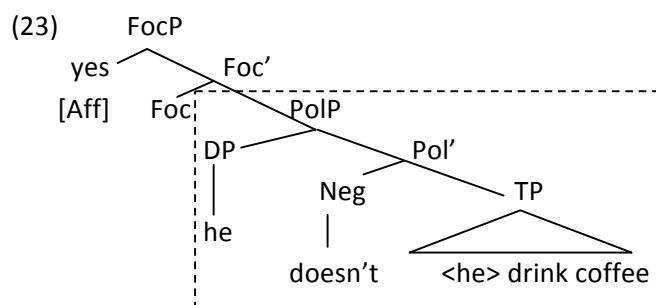 (23) FocP
yes Foc’
[Aff] Foc PolP
DP Pol’
Neg TP
he
doesn’t <he> drink coffee